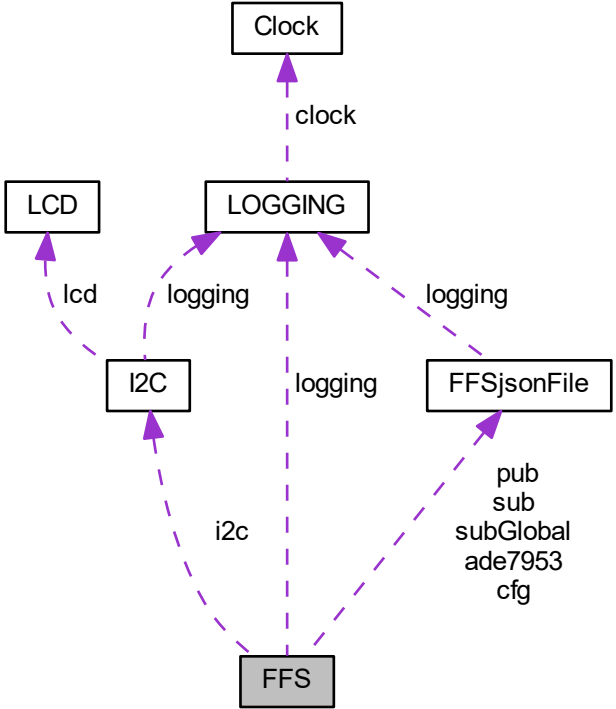 Clock
clock
LCD
LOGGING
lcd
logging
logging
I2C
logging
FFSjsonFile
pub
sub
subGlobal
ade7953
cfg
i2c
FFS